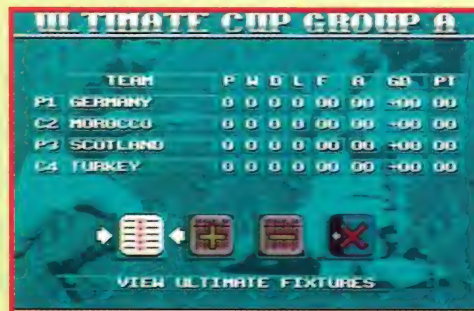 ULTIMATE CUP GROUP A
TEAM P W D L F A GD PT
P1 GERMANY 0 0 0 0 00 00 +00 00
C2 MOROCCO 0 0 0 0 00 00 +00 00
P3 SCOTLAND 0 0 0 0 00 00 +00 00
C4 TURKEY 0 0 0 0 00 00 +00 00
VIEW ULTIMATE FIXTURES